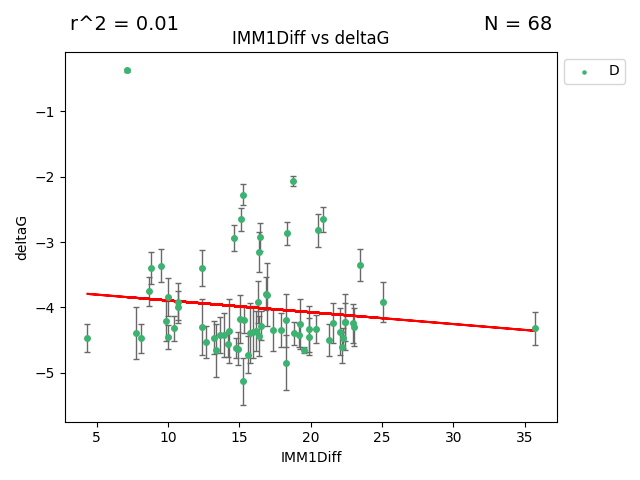 r^2 = 0.01
N = 68
IMM1Diff vs deltaG
D
deltaG
−1
−2
−3
−4
−5
5 10 15 20 25 30 35
IMM1Diff